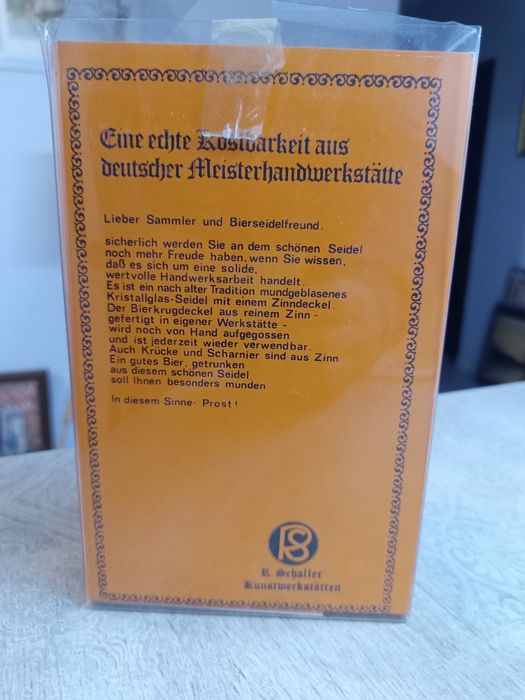 Eine echte Kostbarkeit aus
deutscher Meisterhandwerkstätte
Lieber Sammler und Bierseidelfreund.
sicherlich werden Sie an dem schönen Seidel
noch mehr Freude haben, wenn Sie wissen,
daß es sich um eine solide,
wertvolle Handwerksarbeit handelt.
Es ist ein nach alter Tradition mundgeblasenes
Kristallglas-Seidel mit einem Zinndeckel.
Der Bierkrugdeckel aus reinem Zinn -
gefertigt in eigener Werkstätte -
wird noch von Hand aufgegossen
und ist jederzeit wieder verwendbar.
Auch Krücke und Scharnier sind aus Zinn
Ein gutes Bier, getrunken
aus diesem schönen Seidel,
soll Ihnen besonders munden
In diesem Sinne- Prost!
RS
R. Schaller
Kunstwerkstätten